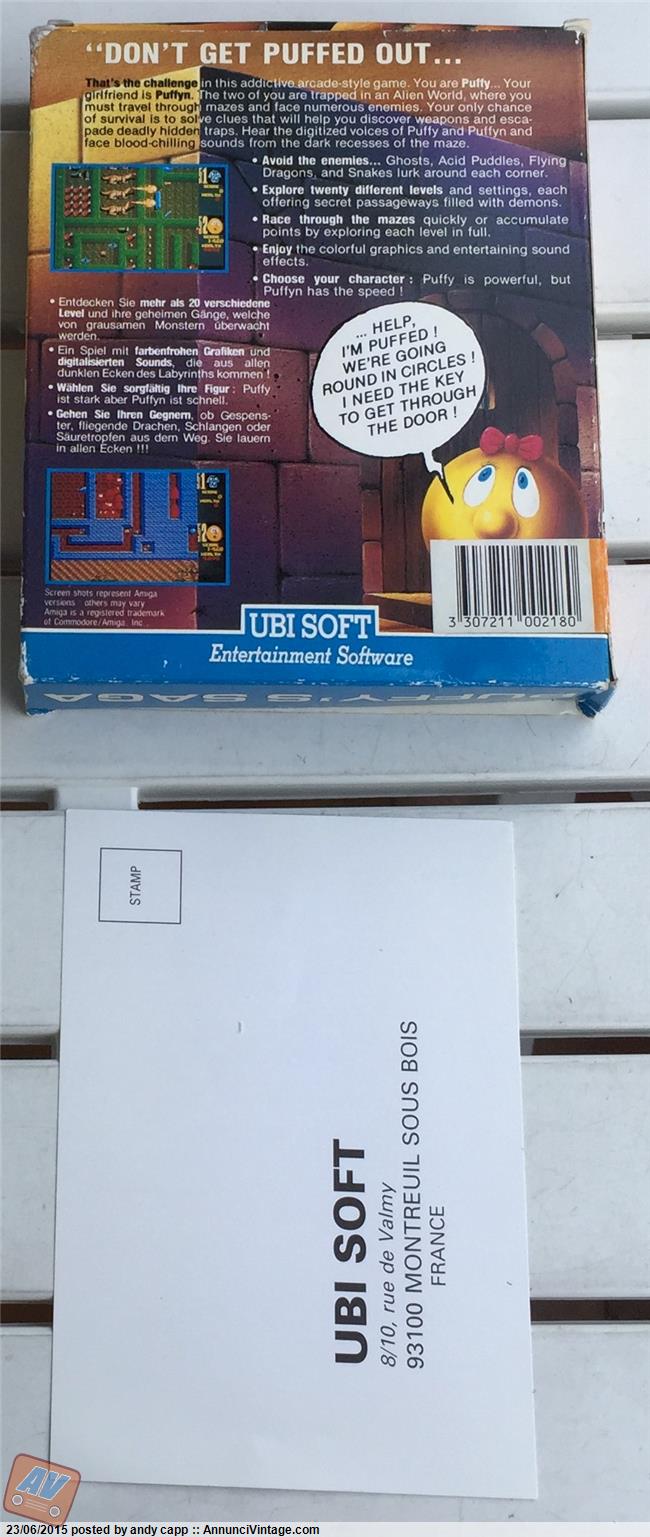 “DON'T GET PUFFED OUT...
That's the challenge in this addictive arcade-style game. You are Puffy... Your
girlfriend is Puffyn. The two of you are trapped in an Alien World, where you
must travel through mazes and face numerous enemies. Your only chance
of survival is to solve clues that will help you discover weapons and esca-
pade deadly hidden traps. Hear the digitized voices of Puffy and Puffyn and
face blood-chilling sounds from the dark recesses of the maze.
• Avoid the enemies... Ghosts, Acid Puddles, Flying
Dragons, and Snakes lurk around each corner.
• Explore twenty different levels and settings, each
offering secret passageways filled with demons.
• Race through the mazes quickly or accumulate
points by exploring each level in full.
• Enjoy the colorful graphics and entertaining sound
effects.
• Choose your character : Puffy is powerful, but
Puffyn has the speed !
• Entdecken Sie mehr als 20 verschiedene
Level und ihre geheimen Gänge, welche
von grausamen Monstern überwacht
werden.
• Ein Spiel mit farbenfrohen Grafiken und
digitalisierten Sounds, die aus allen
dunklen Ecken des Labyrinths kommen !
• Wählen Sie sorgfältig Ihre Figur : Puffy
ist stark aber Puffyn ist schnell.
• Gehen Sie Ihren Gegnern, ob Gespens-
ter, fliegende Drachen, Schlangen oder
Säuretropfen aus dem Weg. Sie lauern
in allen Ecken !!!
... HELP,
I'M PUFFED !
WE'RE GOING
ROUND IN CIRCLES !
I NEED THE KEY
TO GET THROUGH
THE DOOR !
Screen shots represent Amiga
versions others may vary
Amiga is a registered trademark
of Commodore/Amiga Inc
3 307211 002180
UBI SOFT
Entertainment Software
PUFFY'S SAGA
STAMP
UBI SOFT
8/10, rue de Valmy
93100 MONTREUIL SOUS BOIS
FRANCE
AV
23/06/2015 posted by andy capp :: AnnunciVintage.com